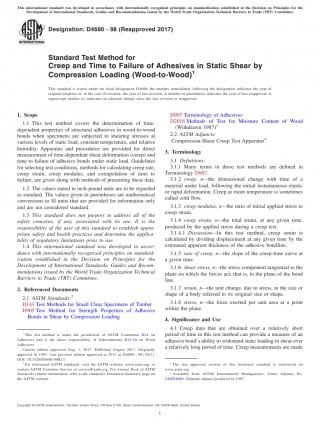 This international standard was developed in accordance with internationally recognized principles on standardization established in the Decision on Principles for the
Development of International Standards, Guides and Recommendations issued by the World Trade Organization Technical Barriers to Trade (TBT) Committee.
Designation: D4680 − 98 (Reapproved 2017)
Standard Test Method for
Creep and Time to Failure of Adhesives in Static Shear by
Compression Loading (Wood-to-Wood)1
This standard is issued under the fixed designation D4680; the number immediately following the designation indicates the year of
original adoption or, in the case of revision, the year of last revision. A number in parentheses indicates the year of last reapproval. A
superscript epsilon (ε) indicates an editorial change since the last revision or reapproval.
1. Scope
1.1 This test method covers the determination of time-
dependent properties of structural adhesives in wood-to-wood
bonds when specimens are subjected to shearing stresses at
various levels of static load, constant temperature, and relative
humidity. Apparatus and procedures are provided for direct
measurement of time-dependent shear deformation (creep) and
time to failure of adhesive bonds under static load. Guidelines
for selecting test conditions, methods for calculating creep rate,
creep strain, creep modulus, and extrapolation of time to
failure, are given along with methods of presenting these data.
1.2 The values stated in inch-pound units are to be regarded
as standard. The values given in parentheses are mathematical
conversions to SI units that are provided for information only
and are not considered standard.
1.3 This standard does not purport to address all of the
safety concerns, if any, associated with its use. It is the
responsibility of the user of this standard to establish appro-
priate safety and health practices and determine the applica-
bility of regulatory limitations prior to use.
1.4 This international standard was developed in accor-
dance with internationally recognized principles on standard-
ization established in the Decision on Principles for the
Development of International Standards, Guides and Recom-
mendations issued by the World Trade Organization Technical
Barriers to Trade (TBT) Committee.
2. Referenced Documents
2.1 ASTM Standards:2
D143 Test Methods for Small Clear Specimens of Timber
D905 Test Method for Strength Properties of Adhesive
Bonds in Shear by Compression Loading
1 This test method is under the jurisdiction of ASTM Committee D14 on
Adhesives and is the direct responsibility of Subcommittee D14.30 on Wood
Adhesives.
Current edition approved Aug. 1, 2017. Published August 2017. Originally
approved in 1987. Last previous edition approved in 2011 as D4680 – 98 (2011).
DOI: 10.1520/D4680-98R17.
2 For referenced ASTM standards, visit the ASTM website, www.astm.org, or
contact ASTM Customer Service at service@astm.org. For Annual Book of ASTM
Standards volume information, refer to the standard's Document Summary page on
the ASTM website.
D907 Terminology of Adhesives
D2016 Methods of Test for Moisture Content of Wood
(Withdrawn 1987)3
2.2 ASTM Adjuncts:
Compression-Shear Creep Test Apparatus4
3. Terminology
3.1 Definitions:
3.1.1 Many terms in these test methods are defined in
Terminology D907.
3.1.2 creep, n—the dimensional change with time of a
material under load, following the initial instantaneous elastic
or rapid deformation. Creep at room temperature is sometimes
called cold flow.
3.1.3 creep modulus, n—the ratio of initial applied stress to
creep strain.
3.1.4 creep strain, n—the total strain, at any given time,
produced by the applied stress during a creep test.
3.1.4.1 Discussion—In this test method, creep strain is
calculated by dividing displacement at any given time by the
estimated apparent thickness of the adhesive bondline.
3.1.5 rate of creep, n—the slope of the creep-time curve at
a given time.
3.1.6 shear stress, n—the stress component tangential to the
plane on which the forces act, that is, in the plane of the bond
line.
3.1.7 strain, n—the unit change, due to stress, in the size or
shape of a body referred to its original size or shape.
3.1.8 stress, n—the force exerted per unit area at a point
within the plane.
4. Significance and Use
4.1 Creep data that are obtained over a relatively short
period of time in this test method can provide a measure of an
adhesive bond's ability to withstand static loading in shear over
a relatively long period of time. Creep measurements are made
3 The last approved version of this historical standard is referenced on
www.astm.org.
4 Available from ASTM International Headquarters. Order Adjunct No.
ADJD4680. Original adjunct produced in 1987.
Copyright © ASTM International, 100 Barr Harbor Drive, PO Box C700, West Conshohocken, PA 19428-2959. United States
1